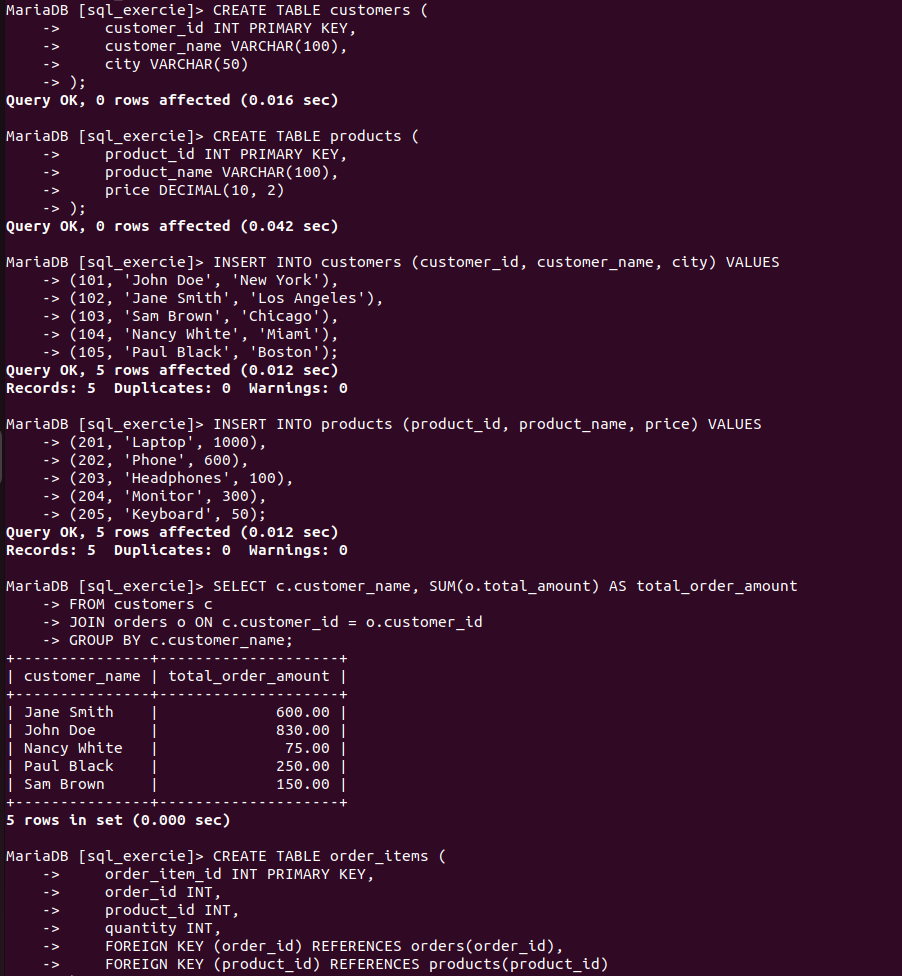 MariaDB [sql_exercie]> CREATE TABLE customers (
    ->     customer_id INT PRIMARY KEY,
    ->     customer_name VARCHAR(100),
    ->     city VARCHAR(50)
    -> );
Query OK, 0 rows affected (0.016 sec)

MariaDB [sql_exercie]> CREATE TABLE products (
    ->     product_id INT PRIMARY KEY,
    ->     product_name VARCHAR(100),
    ->     price DECIMAL(10, 2)
    -> );
Query OK, 0 rows affected (0.042 sec)

MariaDB [sql_exercie]> INSERT INTO customers (customer_id, customer_name, city) VALUES
    -> (101, 'John Doe', 'New York'),
    -> (102, 'Jane Smith', 'Los Angeles'),
    -> (103, 'Sam Brown', 'Chicago'),
    -> (104, 'Nancy White', 'Miami'),
    -> (105, 'Paul Black', 'Boston');
Query OK, 5 rows affected (0.012 sec)
Records: 5  Duplicates: 0  Warnings: 0

MariaDB [sql_exercie]> INSERT INTO products (product_id, product_name, price) VALUES
    -> (201, 'Laptop', 1000),
    -> (202, 'Phone', 600),
    -> (203, 'Headphones', 100),
    -> (204, 'Monitor', 300),
    -> (205, 'Keyboard', 50);
Query OK, 5 rows affected (0.012 sec)
Records: 5  Duplicates: 0  Warnings: 0

MariaDB [sql_exercie]> SELECT c.customer_name, SUM(o.total_amount) AS total_order_amount
    -> FROM customers c
    -> JOIN orders o ON c.customer_id = o.customer_id
    -> GROUP BY c.customer_name;
+---------------+--------------------+
| customer_name | total_order_amount |
+---------------+--------------------+
| Jane Smith    |             600.00 |
| John Doe      |             830.00 |
| Nancy White   |              75.00 |
| Paul Black    |             250.00 |
| Sam Brown     |             150.00 |
+---------------+--------------------+
5 rows in set (0.000 sec)

MariaDB [sql_exercie]> CREATE TABLE order_items (
    ->     order_item_id INT PRIMARY KEY,
    ->     order_id INT,
    ->     product_id INT,
    ->     quantity INT,
    ->     FOREIGN KEY (order_id) REFERENCES orders(order_id),
    ->     FOREIGN KEY (product_id) REFERENCES products(product_id)